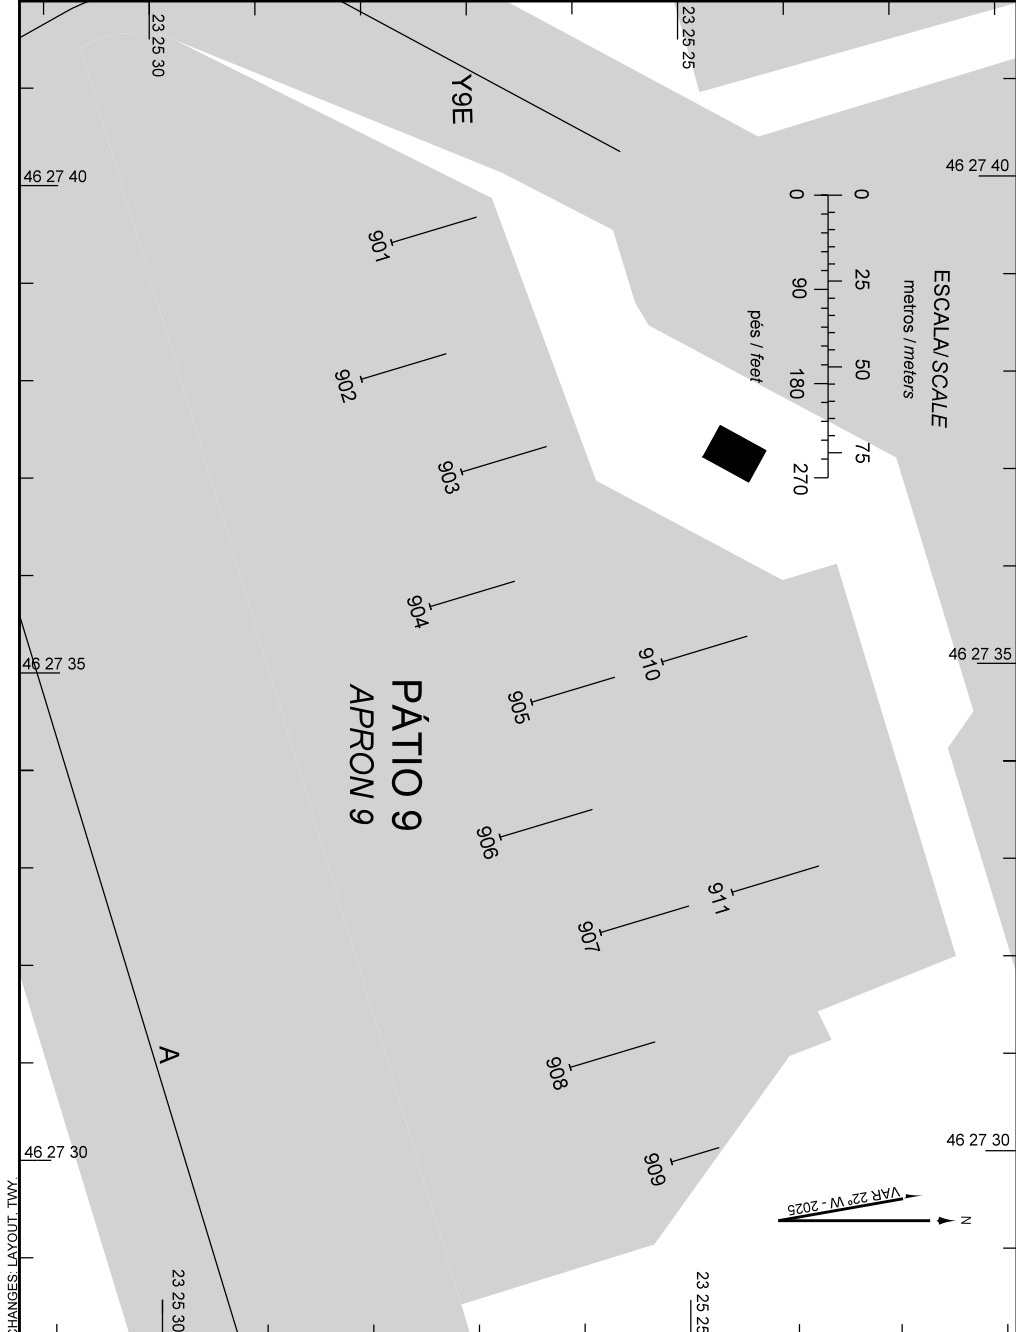 23 25 30
23 25 25
Y9E
46 27 40
46 27 40
ESCALA/SCALE
metros / meters
0 25 50 75
0 90 180 270
pés / feet
901
902
903
904
910
905
46 27 35
46 27 35
PÁTIO 9
APRON 9
906
911
907
908
909
A
46 27 30
46 27 30
VAR 22° W - 2025
N
23 25 30
23 25 25
CHANGES: LAYOUT, TWY.